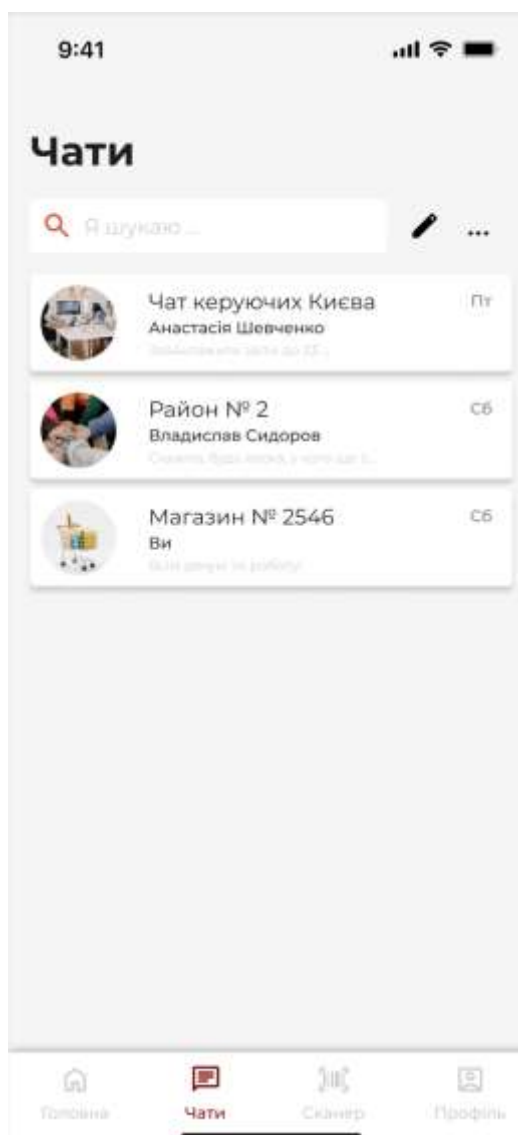 9:41
Чати
Я шукаю ...
...
Чат керуючих Києва
Пт
Анастасія Шевченко
Район № 2
Сб
Владислав Сидоров
Магазин № 2546
Сб
Ви
Головна
Чати
Сканер
Профіль